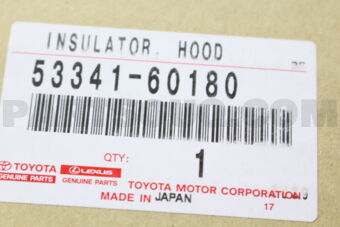 INSULATOR, HOOD
53341-60180
QTY: 1
TOYOTA LEXUS
GENUINE PARTS GENUINE PARTS
TOYOTA MOTOR CORPORATION
MADE IN JAPAN 17